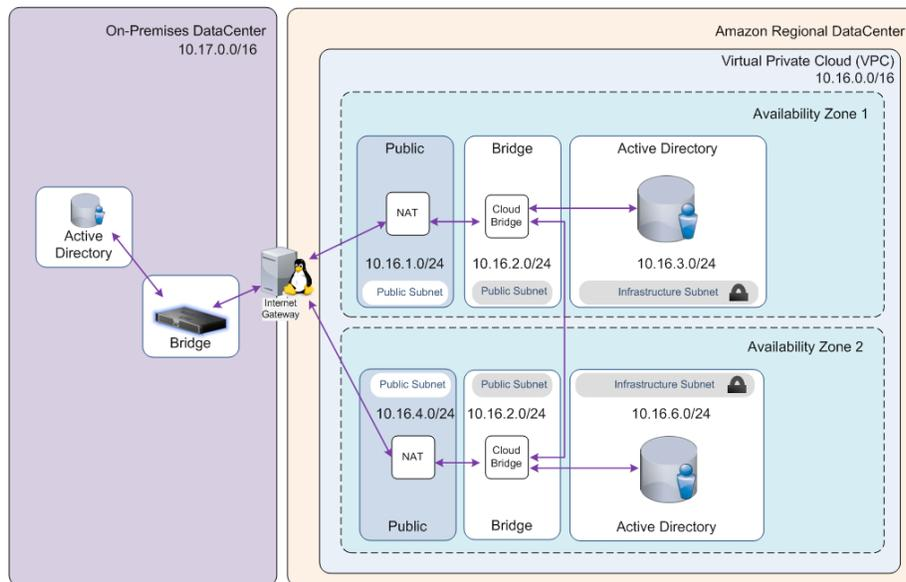 On-Premises DataCenter
10.17.0.0/16
Active
Directory
Bridge
Internet
Gateway
Amazon Regional DataCenter
Virtual Private Cloud (VPC)
10.16.0.0/16
Availability Zone 1
Public
NAT
10.16.1.0/24
Public Subnet
Bridge
Cloud
Bridge
10.16.2.0/24
Public Subnet
Active Directory
10.16.3.0/24
Infrastructure Subnet
Availability Zone 2
Public Subnet
10.16.4.0/24
NAT
Public
Public Subnet
10.16.2.0/24
Cloud
Bridge
Bridge
Infrastructure Subnet
10.16.6.0/24
Active Directory